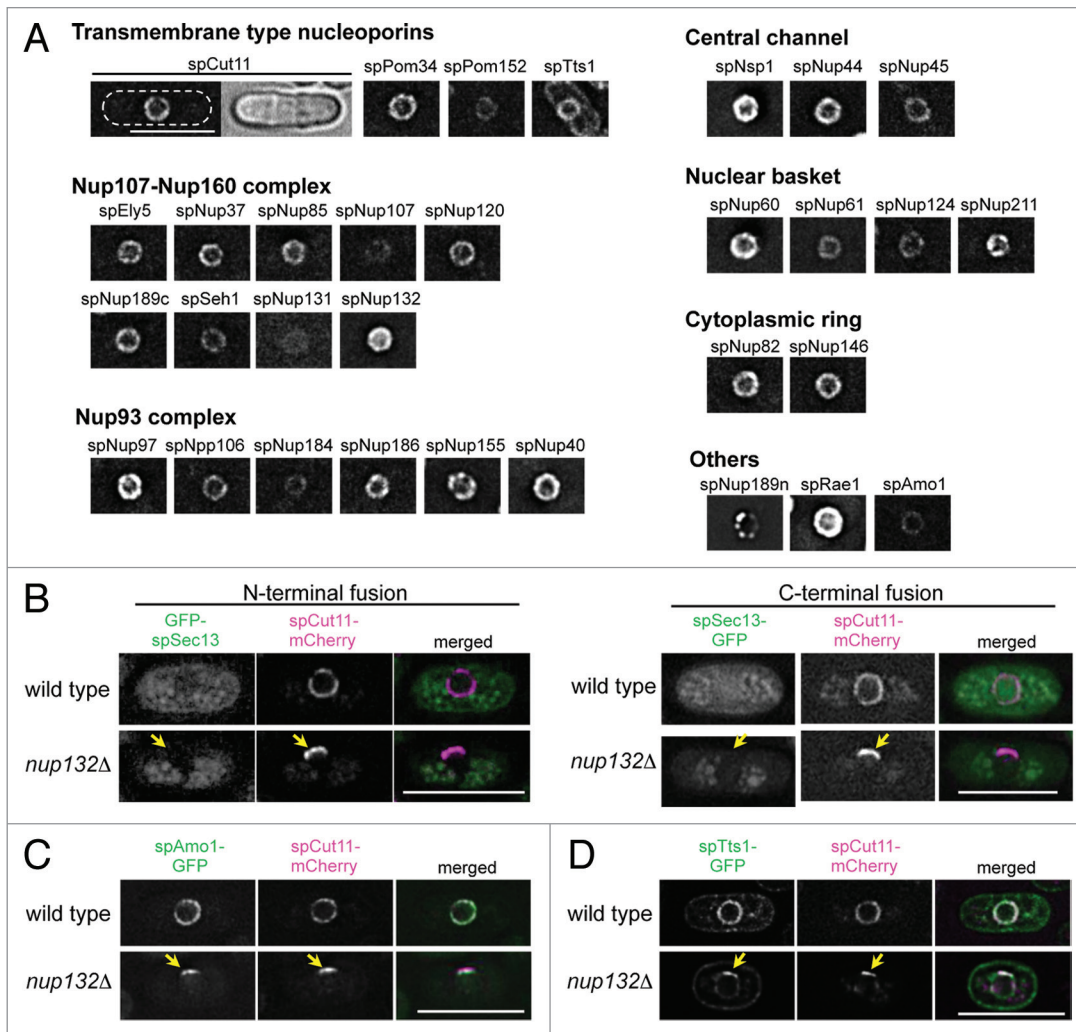 A
Transmembrane type nucleoporins
spCut11
spPom34
spPom152
spTts1
Nup107-Nup160 complex
spEly5
spNup37
spNup85
spNup107
spNup120
spNup189c
spSeh1
spNup131
spNup132
Nup93 complex
spNup97
spNpp106
spNup184
spNup186
spNup155
spNup40
Central channel
spNsp1
spNup44
spNup45
Nuclear basket
spNup60
spNup61
spNup124
spNup211
Cytoplasmic ring
spNup82
spNup146
Others
spNup189n
spRae1
spAmo1
B
N-terminal fusion
GFP-
spSec13
spCut11-
mCherry
merged
wild type
nup132Δ
C-terminal fusion
spSec13-
GFP
spCut11-
mCherry
merged
wild type
nup132Δ
C
spAmo1-
GFP
spCut11-
mCherry
merged
wild type
nup132Δ
D
spTts1-
GFP
spCut11-
mCherry
merged
wild type
nup132Δ